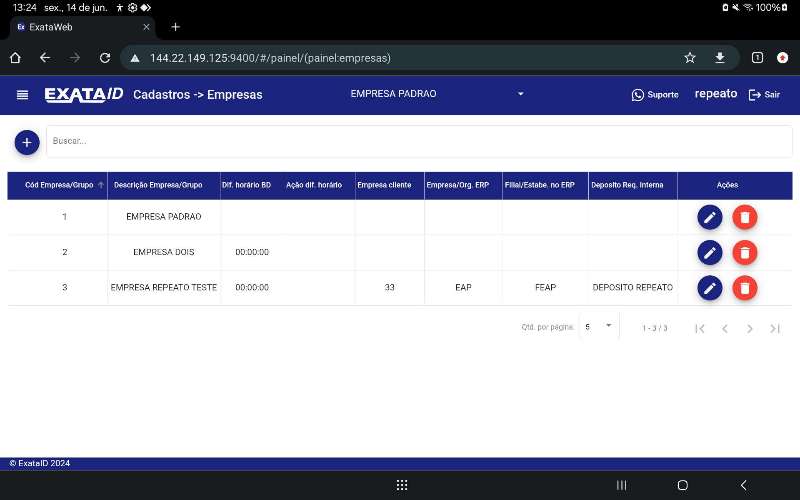 13:24 sex., 14 de jun. 100%
Ex ExataWeb
144.22.149.125:9400/#/painel/(painel:empresas) 1
EXATAID Cadastros -> Empresas EMPRESA PADRAO Suporte repeato Sair
Buscar...
Cód Empresa/Grupo Descrição Empresa/Grupo Dif. horário BD Ação dif. horário Empresa cliente Empresa/Org. ERP Filial/Estabe. no ERP Deposito Req. Interna Ações
1 EMPRESA PADRAO
2 EMPRESA DOIS 00:00:00
3 EMPRESA REPEATO TESTE 00:00:00 33 EAP FEAP DEPOSITO REPEATO
Qtd. por página: 5 1 - 3 / 3
© ExataID 2024